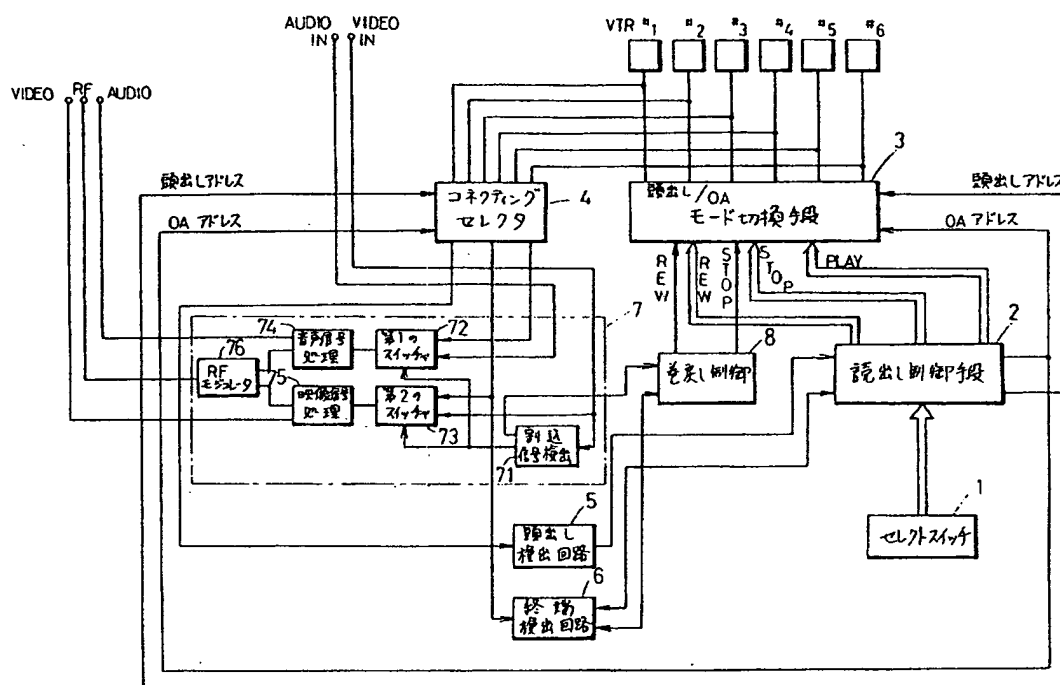 AUDIO IN
VIDEO IN
VTR #1 #2 #3 #4 #5 #6
VIDEO RF AUDIO
3
頭出しアドレス
コネクティング
セレクタ
4
頭出し/OA
モード切換手段
頭出しアドレス
OA アドレス
OA アドレス
REW
REW
STOP
STOP
PLAY
7
74
音声信号
処理
72
第1の
スイッチャ
76
RF
モジュレータ
75
映像信号
処理
第2の
スイッチャ
73
8
巻戻し制御
2
読出し制御手段
割込
信号検出
71
5
頭出し
検出回路
1
セレクトスイッチ
6
終端
検出回路